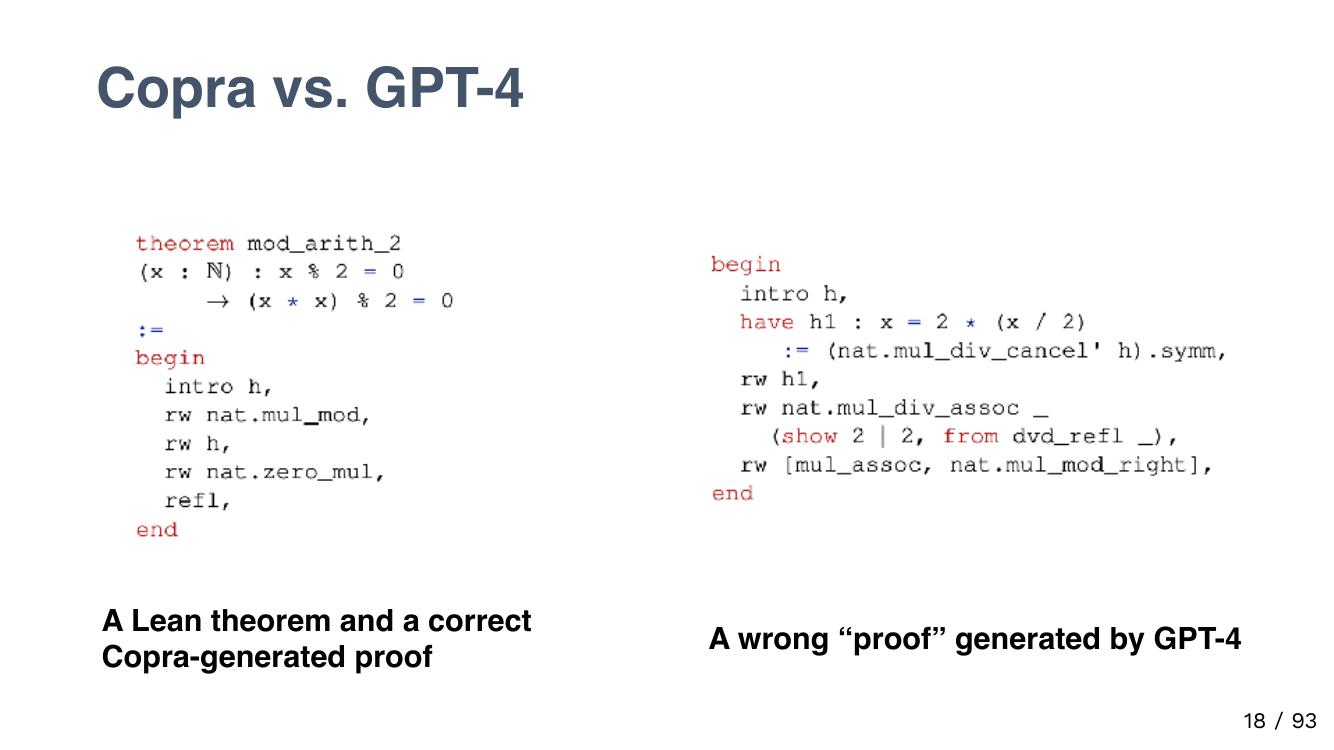 Copra vs. GPT-4
theorem mod_arith_2
(x : ℕ) : x % 2 = 0
→ (x * x) % 2 = 0
:=
begin
intro h,
rw nat.mul_mod,
rw h,
rw nat.zero_mul,
refl,
end
A Lean theorem and a correct
Copra-generated proof
begin
intro h,
have h1 : x = 2 * (x / 2)
:= (nat.mul_div_cancel' h).symm,
rw h1,
rw nat.mul_div_assoc _
(show 2 | 2, from dvd_refl _),
rw [mul_assoc, nat.mul_mod_right],
end
A wrong “proof” generated by GPT-4
18 / 93